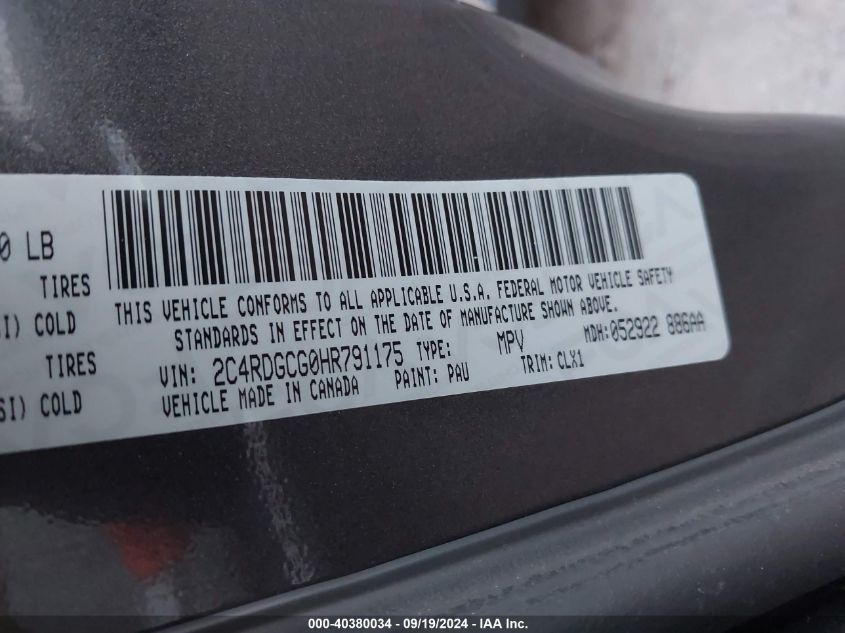 0 LB
TIRES
SI) COLD
TIRES
SI) COLD
THIS VEHICLE CONFORMS TO ALL APPLICABLE U.S.A. FEDERAL MOTOR VEHICLE SAFETY
STANDARDS IN EFFECT ON THE DATE OF MANUFACTURE SHOWN ABOVE.
VIN: 2C4RDGCG0HR791175 TYPE: MPV MDH: 052922 886AA
VEHICLE MADE IN CANADA PAINT: PAU TRIM: CLX1
000-40380034 - 09/19/2024 - IAA Inc.